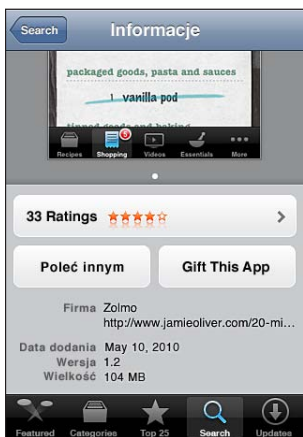 Search
Informacje
packaged goods, pasta and sauces
1 vanilla pod
tinned goods and baking
5
Recipes Shopping Videos Essentials More
33 Ratings
Poleć innym
Gift This App
Firma Zolmo
http://www.jamieoliver.com/20-mi...
Data dodania May 10, 2010
Wersja 1.2
Wielkość 104 MB
Featured Categories Top 25 Search Updates